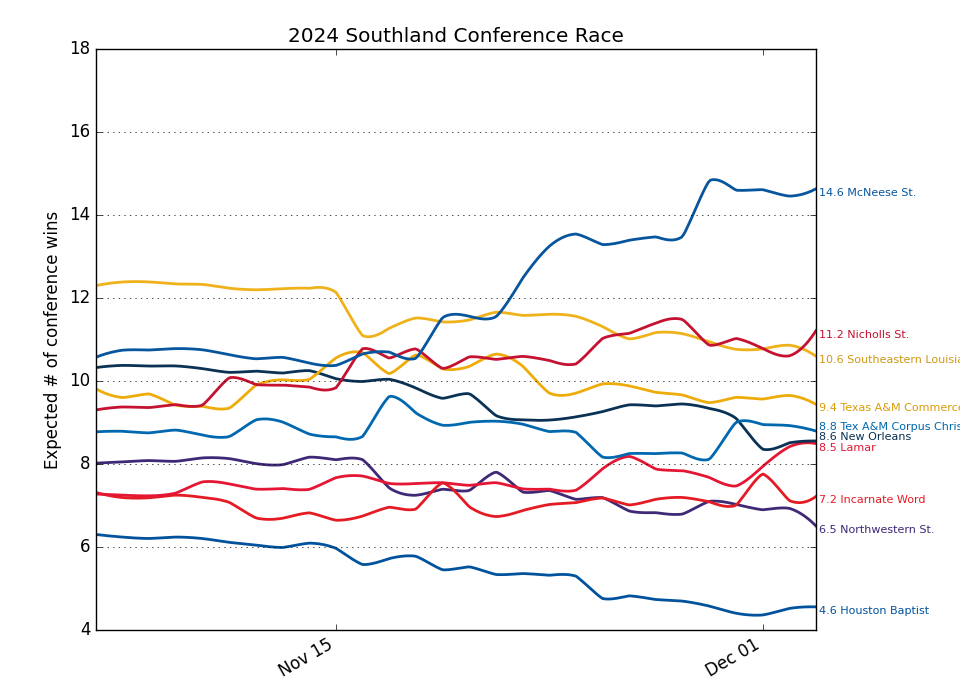 2024 Southland Conference Race
Expected # of conference wins
18
16
14
12
10
8
6
4
Nov 15
Dec 01
14.6 McNeese St.
11.2 Nicholls St.
10.6 Southeastern Louisia
9.4 Texas A&M Commerce
8.8 Tex A&M Corpus Chris
8.6 New Orleans
8.5 Lamar
7.2 Incarnate Word
6.5 Northwestern St.
4.6 Houston Baptist